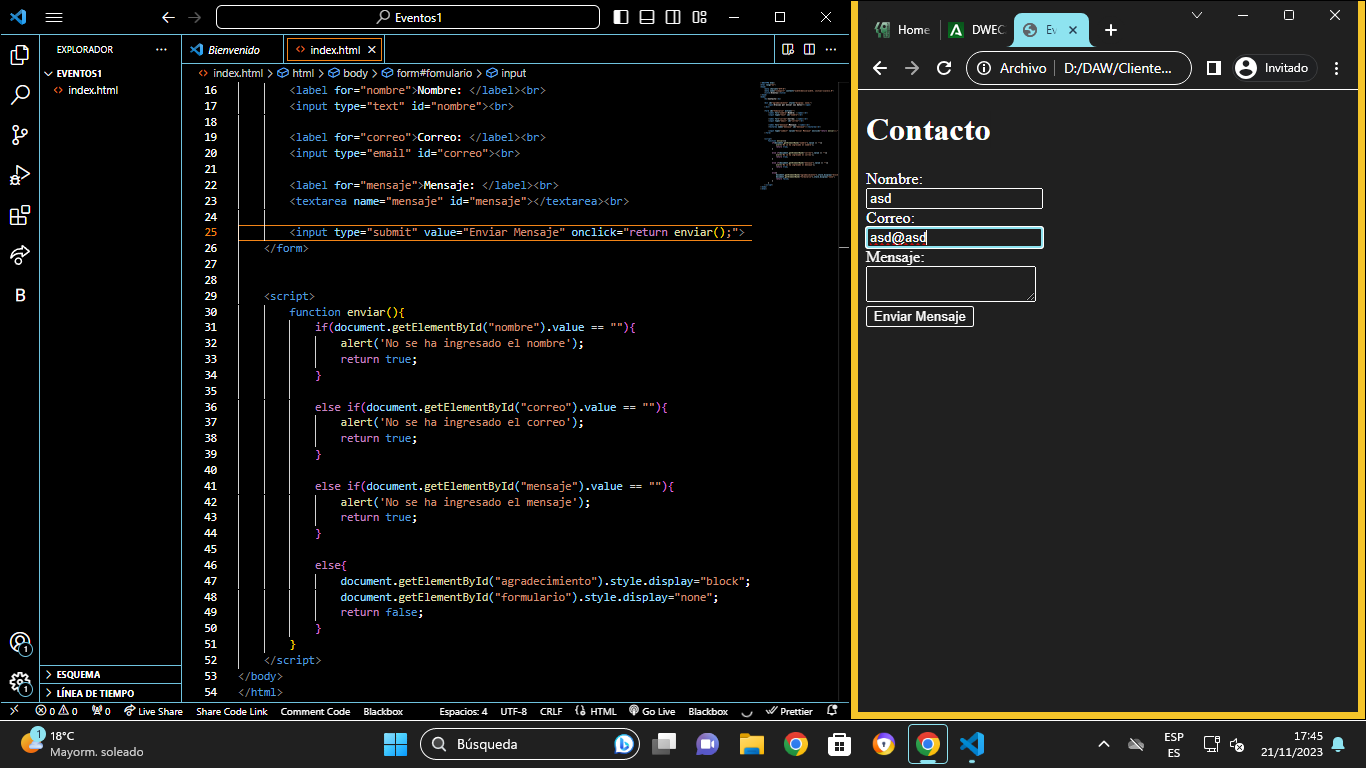 Eventos1
EXPLORADOR
Bienvenido
index.html
EVENTOS1
index.html
index.html > html > body > form#fomulario > input
16 <label for="nombre">Nombre: </label><br>
17 <input type="text" id="nombre"><br>
18
19 <label for="correo">Correo: </label><br>
20 <input type="email" id="correo"><br>
21
22 <label for="mensaje">Mensaje: </label><br>
23 <textarea name="mensaje" id="mensaje"></textarea><br>
24
25 <input type="submit" value="Enviar Mensaje" onclick="return enviar();">
26 </form>
27
28
29 <script>
30 function enviar(){
31 if(document.getElementById("nombre").value == ""){
32 alert('No se ha ingresado el nombre');
33 return true;
34 }
35
36 else if(document.getElementById("correo").value == ""){
37 alert('No se ha ingresado el correo');
38 return true;
39 }
40
41 else if(document.getElementById("mensaje").value == ""){
42 alert('No se ha ingresado el mensaje');
43 return true;
44 }
45
46 else{
47 document.getElementById("agradecimiento").style.display="block";
48 document.getElementById("formulario").style.display="none";
49 return false;
50 }
51 }
52 </script>
53 </body>
54 </html>
B
1
1
ESQUEMA
LÍNEA DE TIEMPO
0 0 0 Live Share Share Code Link Comment Code Blackbox Espacios: 4 UTF-8 CRLF {} HTML Go Live Blackbox Prettier
Home DWEC Ev
Archivo D:/DAW/Cliente... Invitado
Contacto
Nombre:
asd
Correo:
asd@asd
Mensaje:
Enviar Mensaje
1
18°C
Mayorm. soleado
Búsqueda
ESP
ES
17:45
21/11/2023